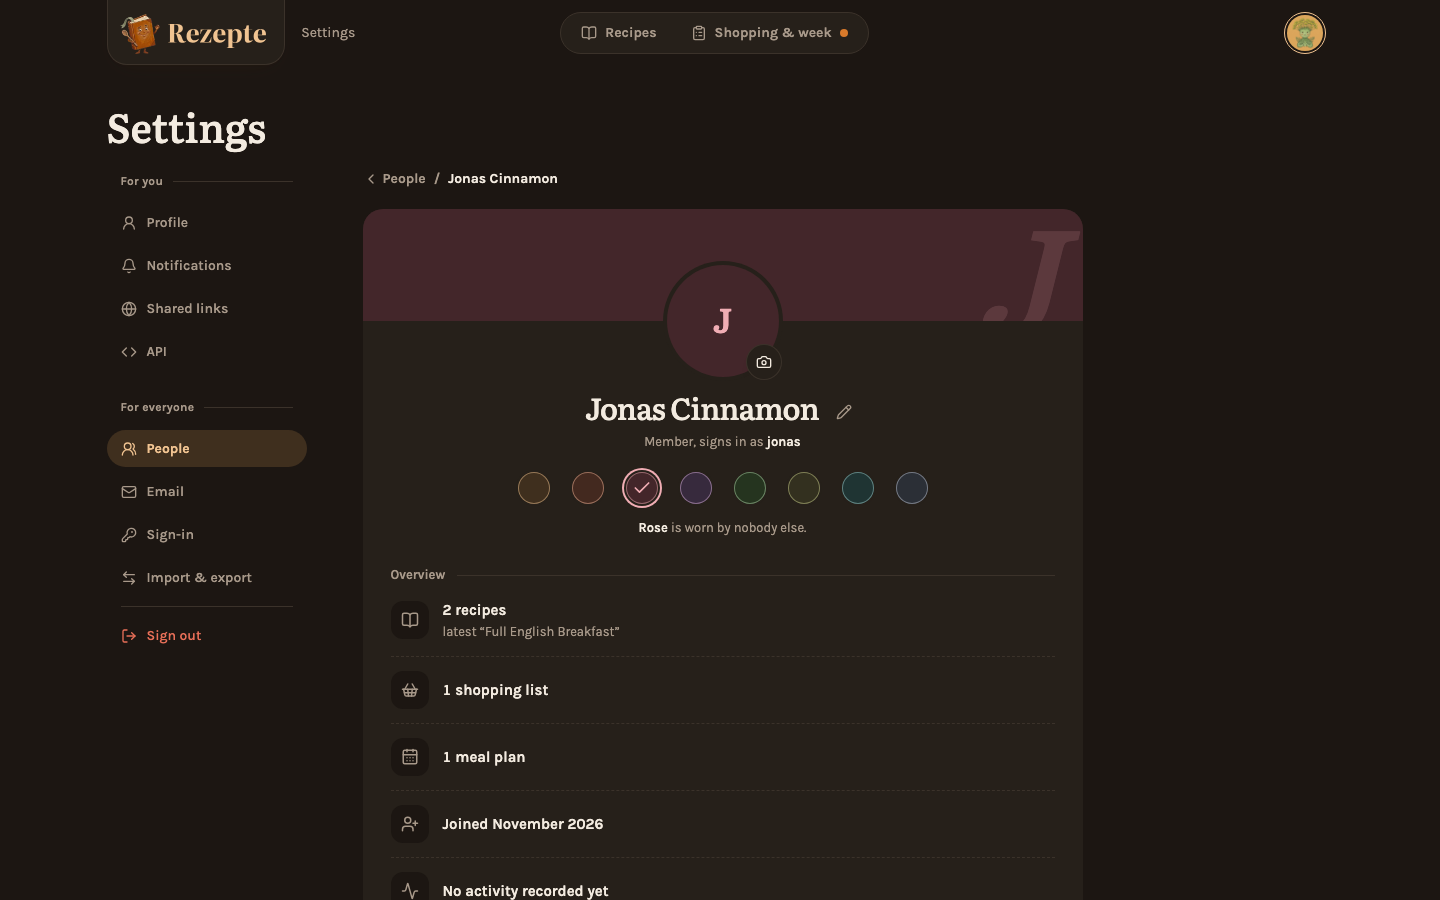 Rezepte
Settings
Recipes
Shopping & week
Settings
For you
Profile
Notifications
Shared links
API
For everyone
People
Email
Sign-in
Import & export
Sign out
People / Jonas Cinnamon
J
J
Jonas Cinnamon
Member, signs in as jonas
Rose is worn by nobody else.
Overview
2 recipes
latest “Full English Breakfast”
1 shopping list
1 meal plan
Joined November 2026
No activity recorded yet